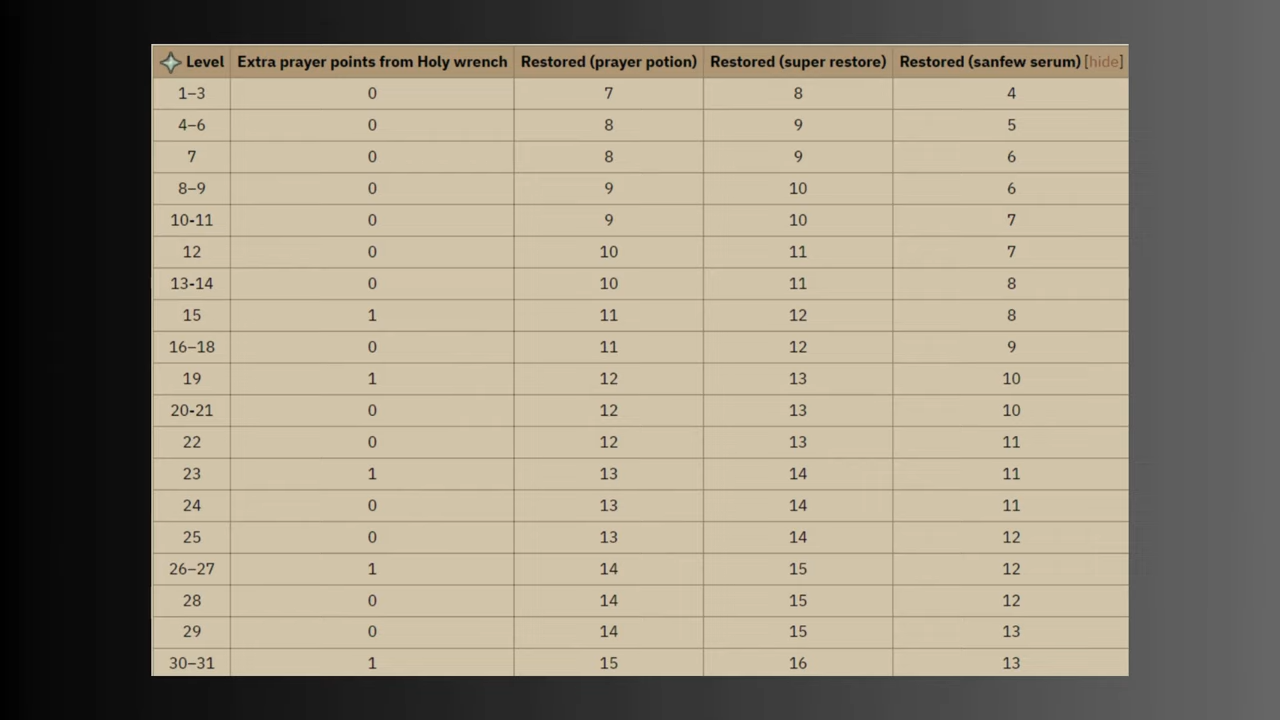 Level Extra prayer points from Holy wrench Restored (prayer potion) Restored (super restore) Restored (sanfew serum) [hide]
1–3 0 7 8 4
4–6 0 8 9 5
7 0 8 9 6
8–9 0 9 10 6
10-11 0 9 10 7
12 0 10 11 7
13-14 0 10 11 8
15 1 11 12 8
16–18 0 11 12 9
19 1 12 13 10
20-21 0 12 13 10
22 0 12 13 11
23 1 13 14 11
24 0 13 14 11
25 0 13 14 12
26–27 1 14 15 12
28 0 14 15 12
29 0 14 15 13
30–31 1 15 16 13